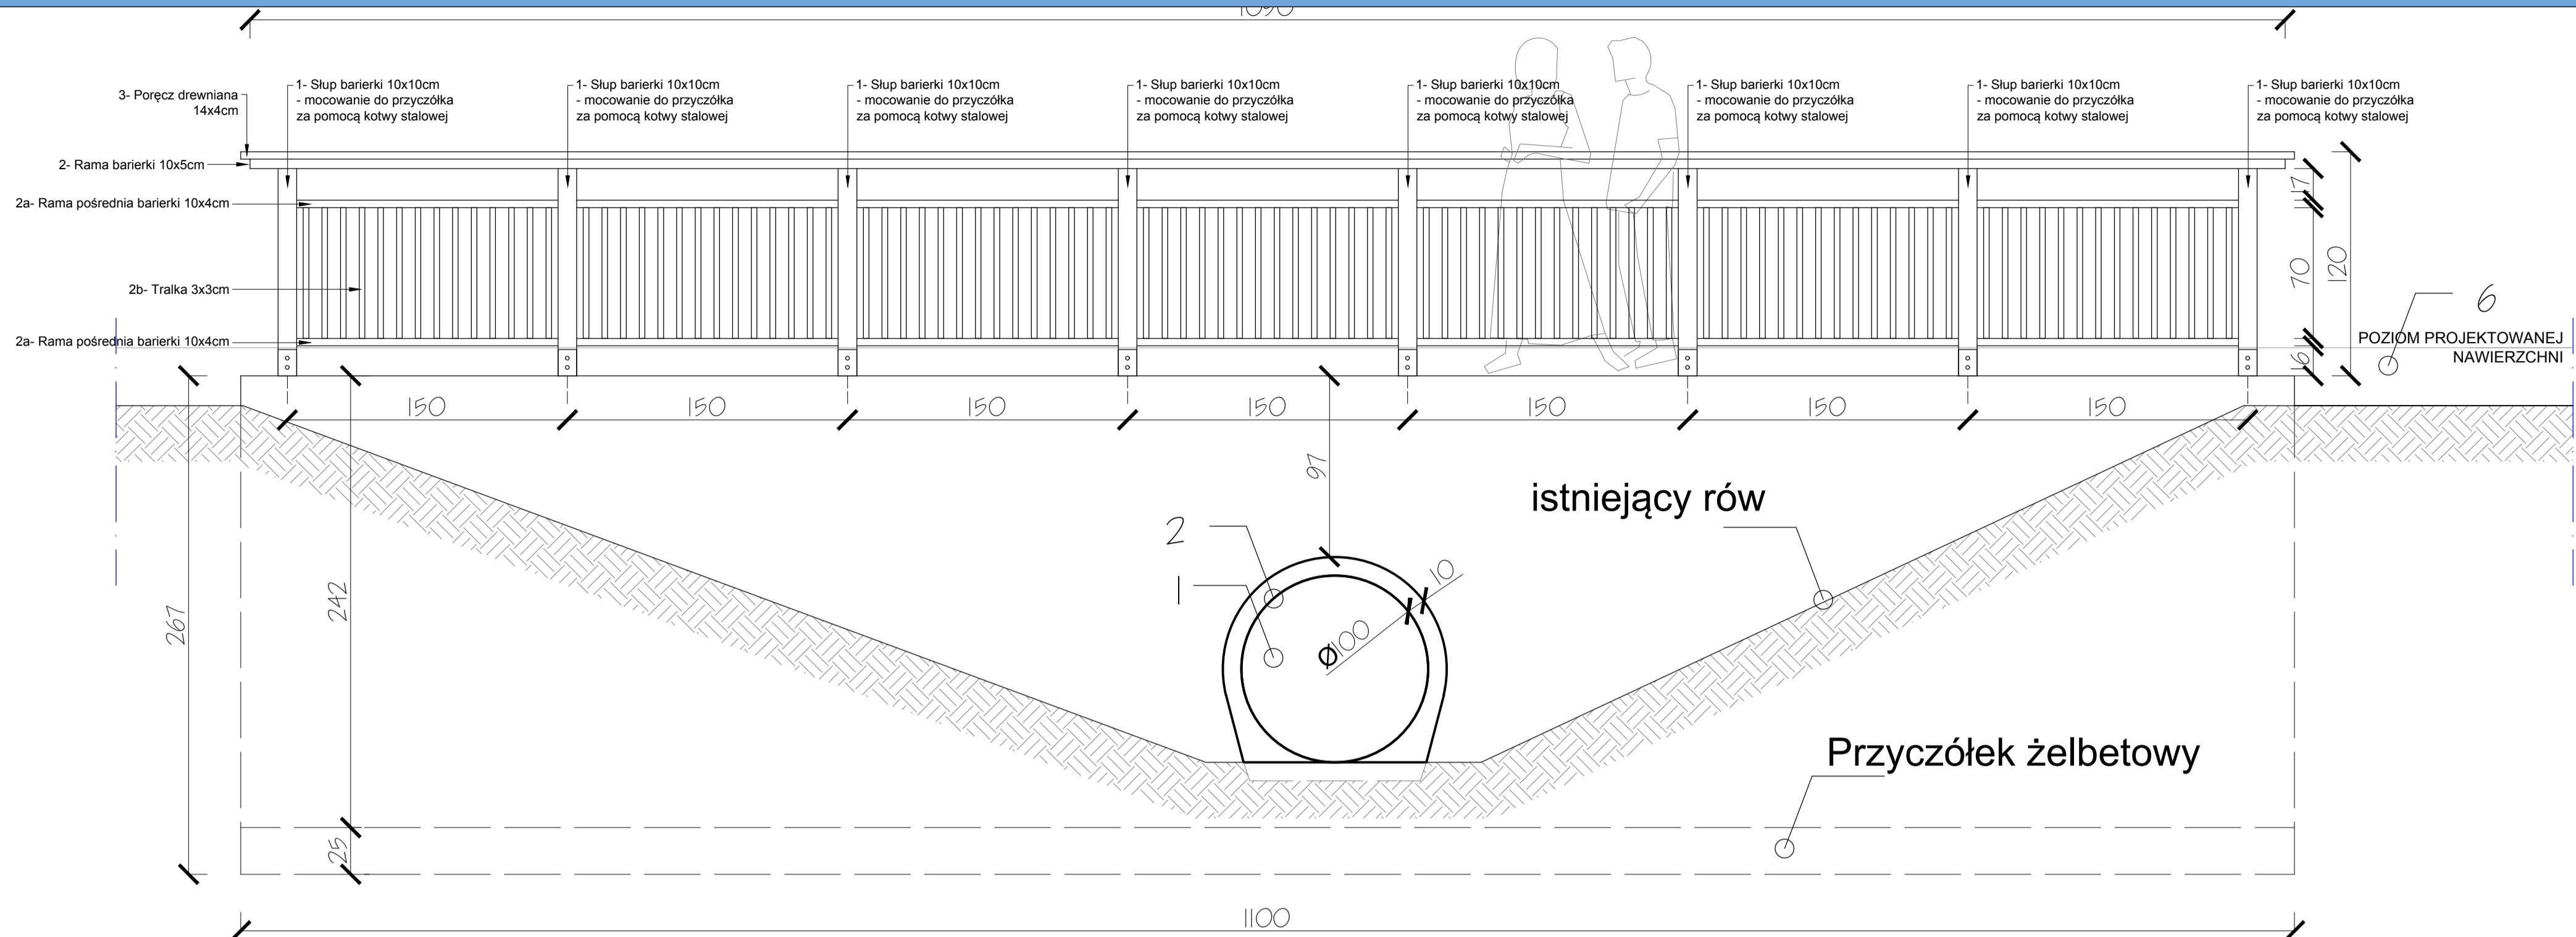 1090
1- Słup barierki 10x10cm
- mocowanie do przyczółka
za pomocą kotwy stalowej
1- Słup barierki 10x10cm
- mocowanie do przyczółka
za pomocą kotwy stalowej
1- Słup barierki 10x10cm
- mocowanie do przyczółka
za pomocą kotwy stalowej
1- Słup barierki 10x10cm
- mocowanie do przyczółka
za pomocą kotwy stalowej
1- Słup barierki 10x10cm
- mocowanie do przyczółka
za pomocą kotwy stalowej
1- Słup barierki 10x10cm
- mocowanie do przyczółka
za pomocą kotwy stalowej
1- Słup barierki 10x10cm
- mocowanie do przyczółka
za pomocą kotwy stalowej
1- Słup barierki 10x10cm
- mocowanie do przyczółka
za pomocą kotwy stalowej
3- Poręcz drewniana
14x4cm
2- Rama barierki 10x5cm
2a- Rama pośrednia barierki 10x4cm
2b- Tralka 3x3cm
2a- Rama pośrednia barierki 10x4cm
17
70
120
16
6
POZIOM PROJEKTOWANEJ
NAWIERZCHNI
150
150
150
150
150
150
150
97
istniejący rów
2
1
10
Ø100
267
242
25
Przyczółek żelbetowy
1100